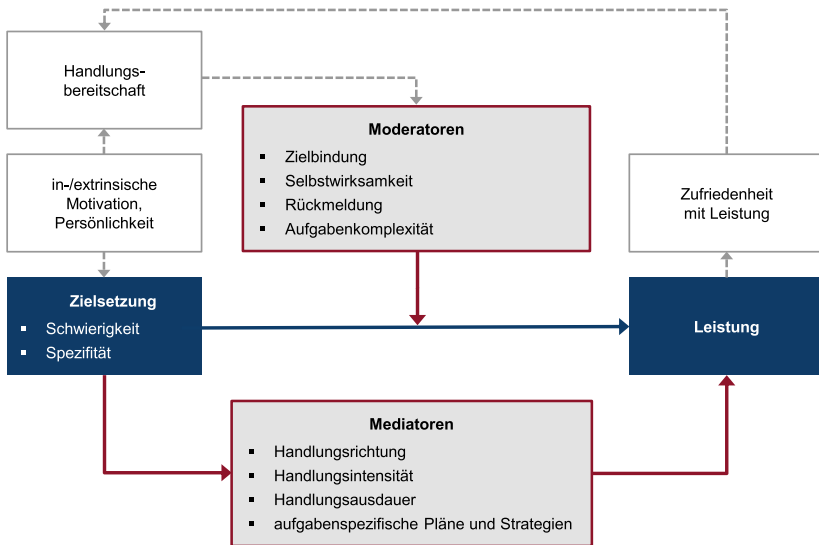 Handlungs-
bereitschaft
in-/extrinsische
Motivation,
Persönlichkeit
Moderatoren
Zielbindung
Selbstwirksamkeit
Rückmeldung
Aufgabenkomplexität
Zufriedenheit
mit Leistung
Zielsetzung
Schwierigkeit
Spezifität
Leistung
Mediatoren
Handlungsrichtung
Handlungsintensität
Handlungsausdauer
aufgabenspezifische Pläne und Strategien